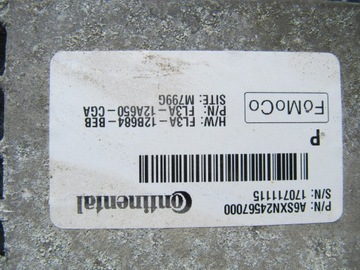 P/N: A6SXN24567000
S/N: 170711115
Continental
P
FoMoCo
H/W: FL3A-12B684-BEB
P/N: FL3A-12A650-CGA
SITE: M799G